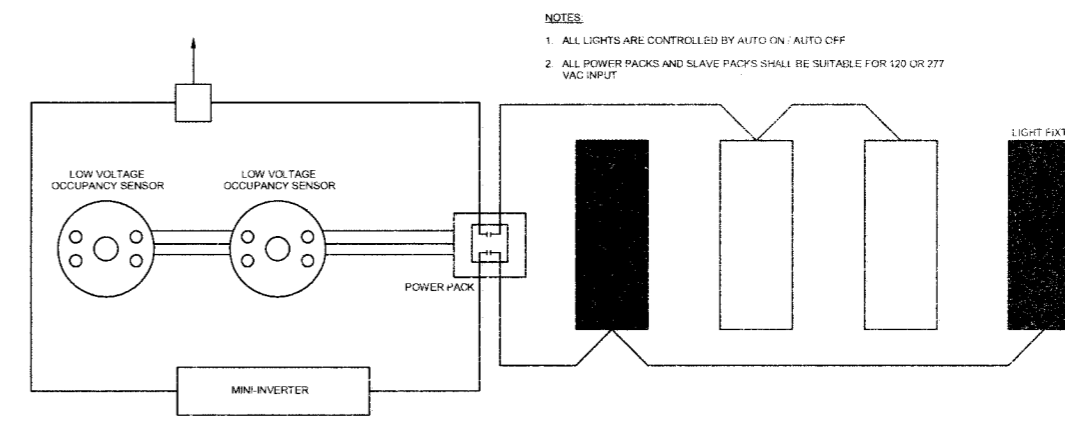 NOTES:
1. ALL LIGHTS ARE CONTROLLED BY AUTO ON / AUTO OFF
2. ALL POWER PACKS AND SLAVE PACKS SHALL BE SUITABLE FOR 120 OR 277
VAC INPUT
LIGHT FIXT
LOW VOLTAGE
OCCUPANCY SENSOR
LOW VOLTAGE
OCCUPANCY SENSOR
POWER PACK
MINI-INVERTER